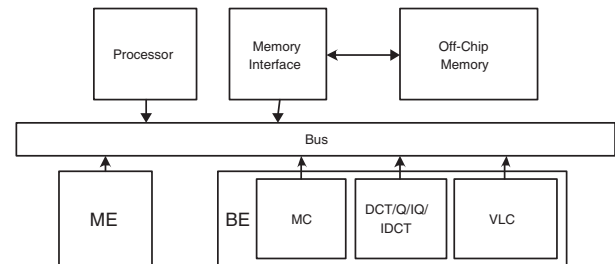 Processor
Memory
Interface
Off-Chip
Memory
Bus
ME
BE
MC
DCT/Q/IQ/
IDCT
VLC